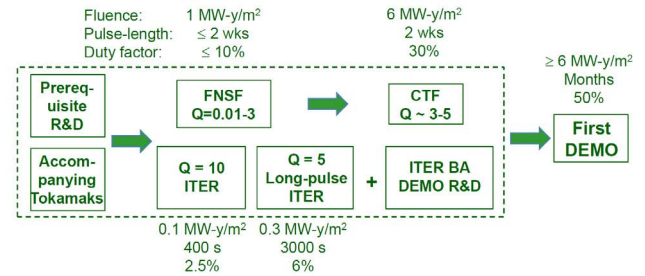 Fluence: 1 MW-y/m² 6 MW-y/m²
Pulse-length: ≤ 2 wks 2 wks
Duty factor: ≤ 10% 30%
≥ 6 MW-y/m²
Months
50%
Prereq-
uisite
R&D
FNSF
Q=0.01-3
CTF
Q ~ 3-5
First
DEMO
Accom-
panying
Tokamaks
Q = 10
ITER
Q = 5
Long-pulse
ITER
+
ITER BA
DEMO R&D
0.1 MW-y/m² 0.3 MW-y/m²
400 s 3000 s
2.5% 6%